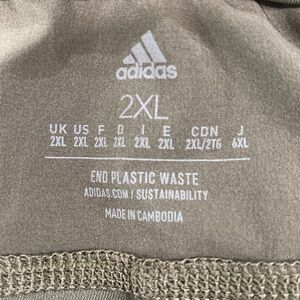 adidas
2XL
UK US F D I E CDN J
2XL 2XL 2XL 2XL 2XL 2XL 2XL/2TG 6XL
END PLASTIC WASTE
ADIDAS.COM / SUSTAINABILITY
MADE IN CAMBODIA